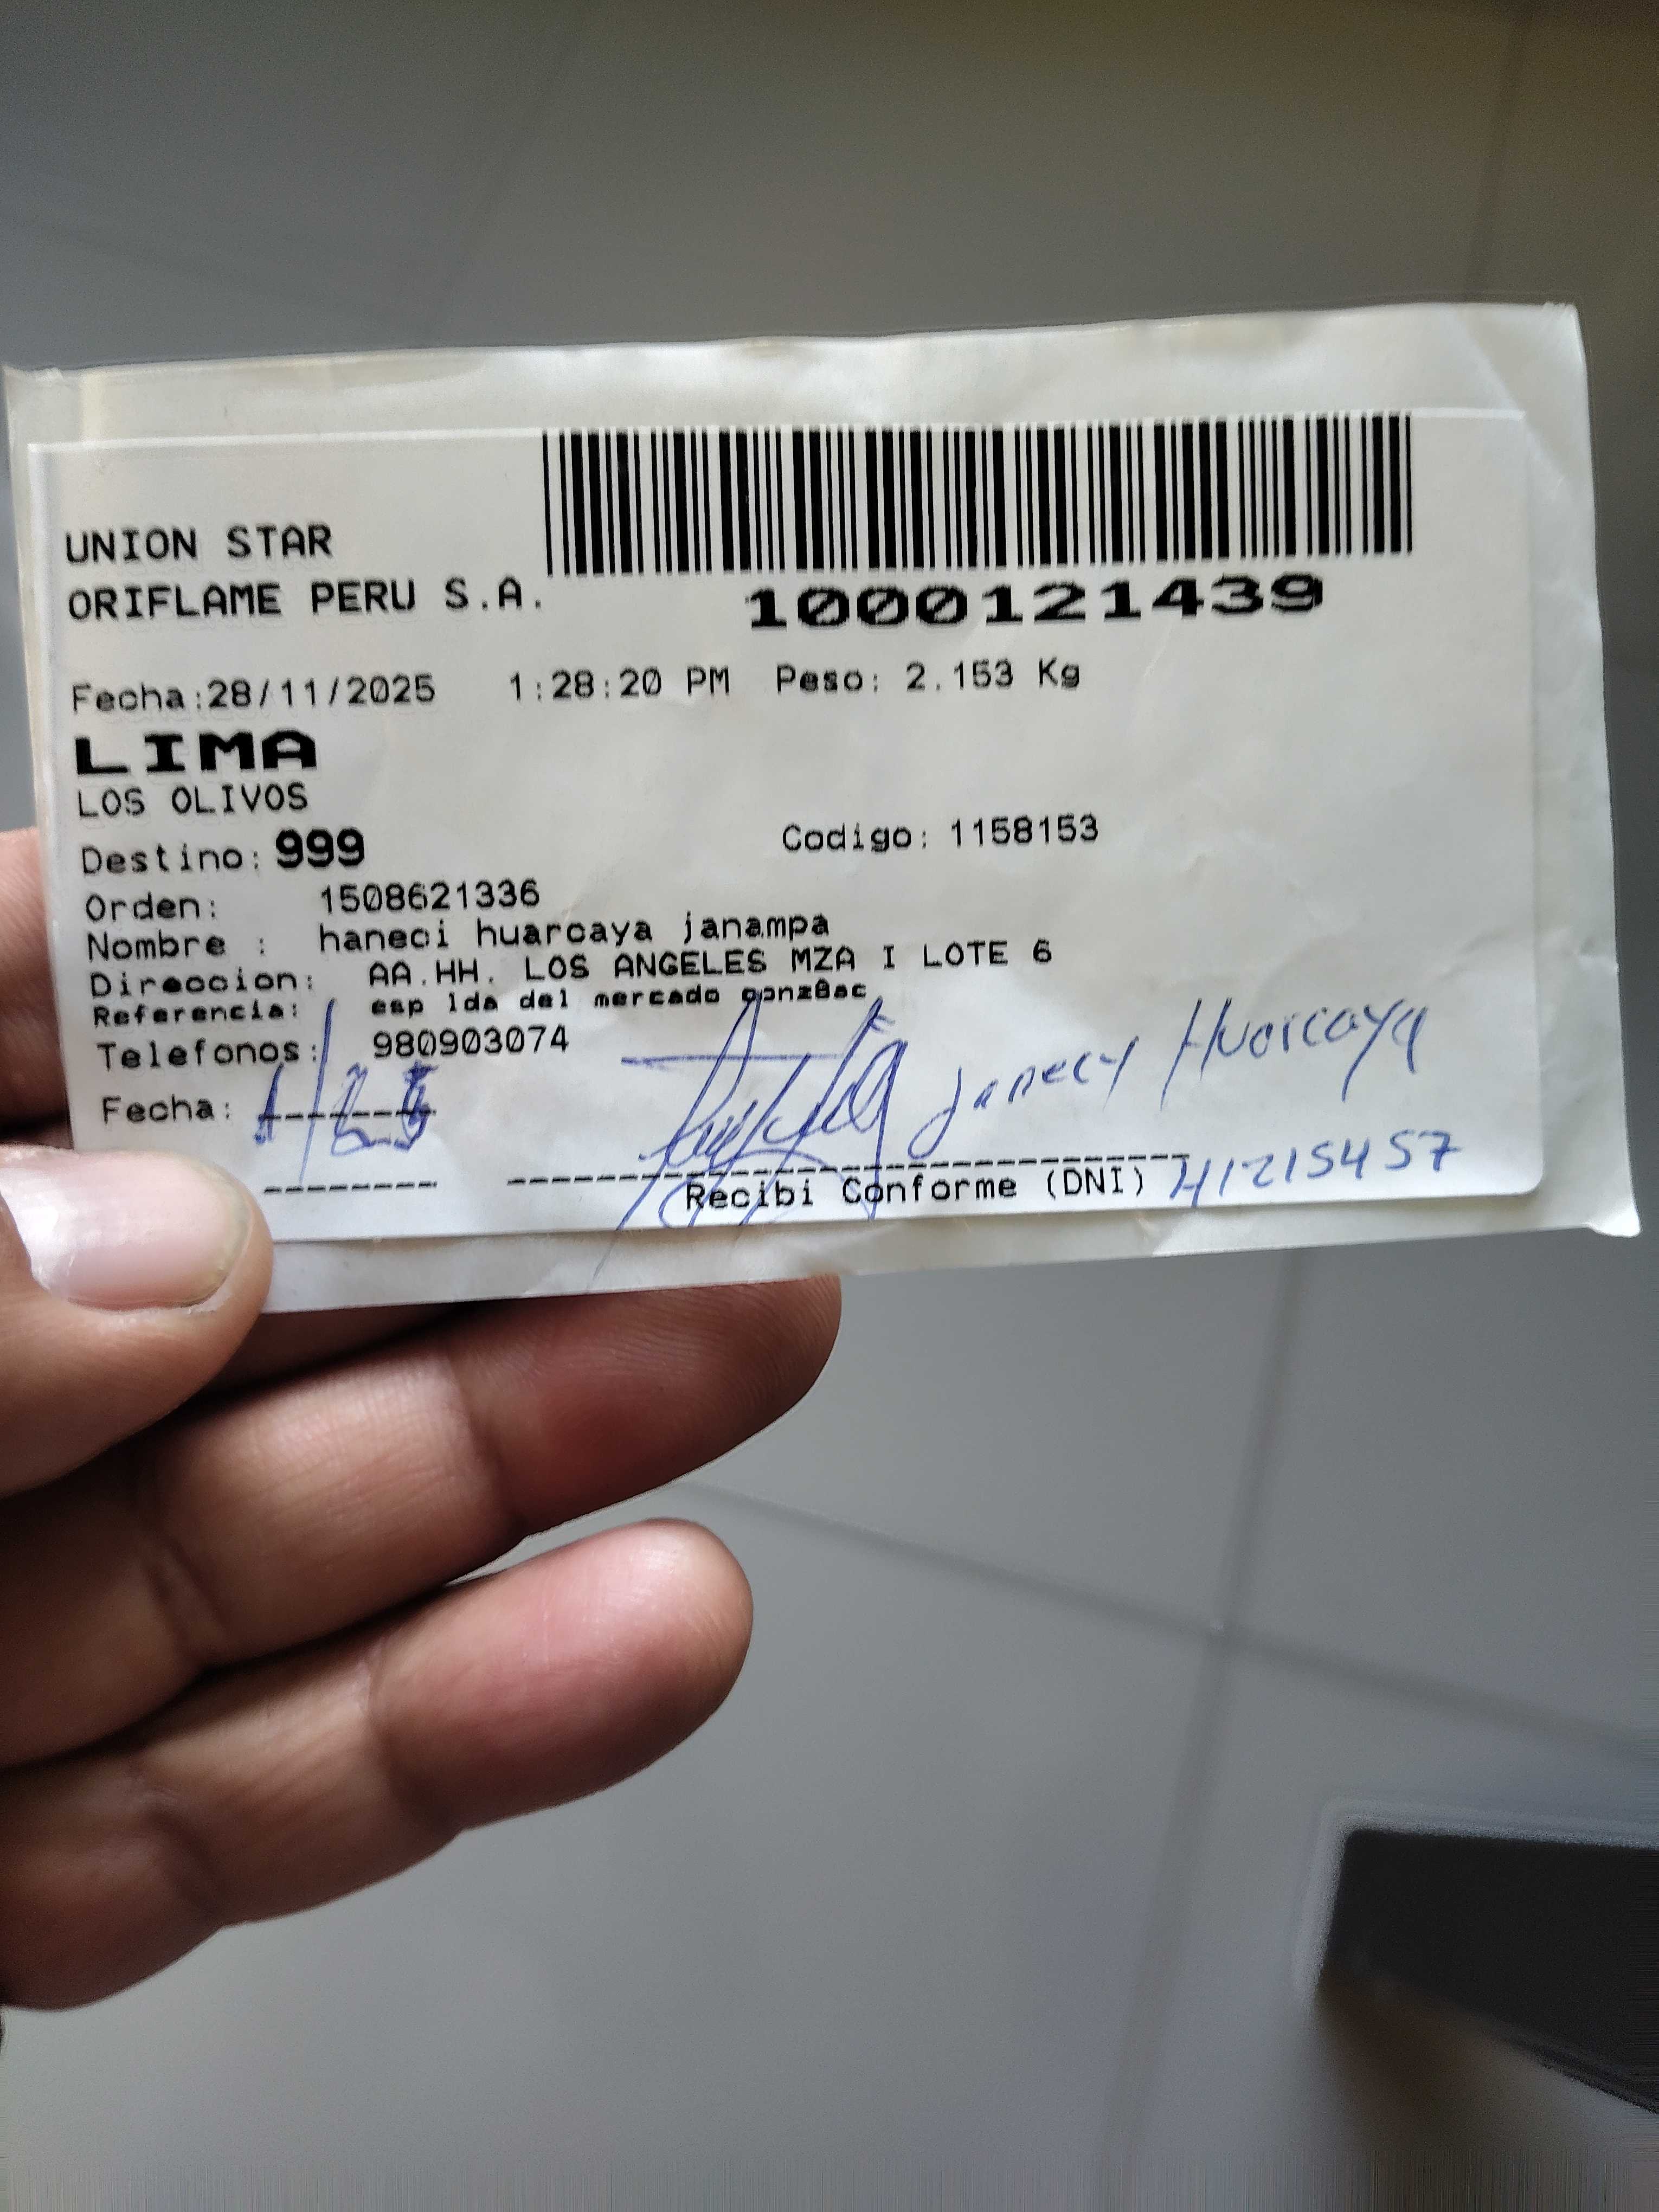 UNION STAR
ORIFLAME PERU S.A.
1000121439
Fecha:28/11/2025 1:28:20 PM Peso: 2.153 Kg
LIMA
LOS OLIVOS
Destino: 999 Codigo: 1158153
Orden: 1508621336
Nombre : haneci huarcaya janampa
Direccion: AA.HH. LOS ANGELES MZA I LOTE 6
Referencia: esp lda del mercado
Telefonos: 980903074
Janecy Huarcaya
Fecha:
Recibi Conforme (DNI) 41215457